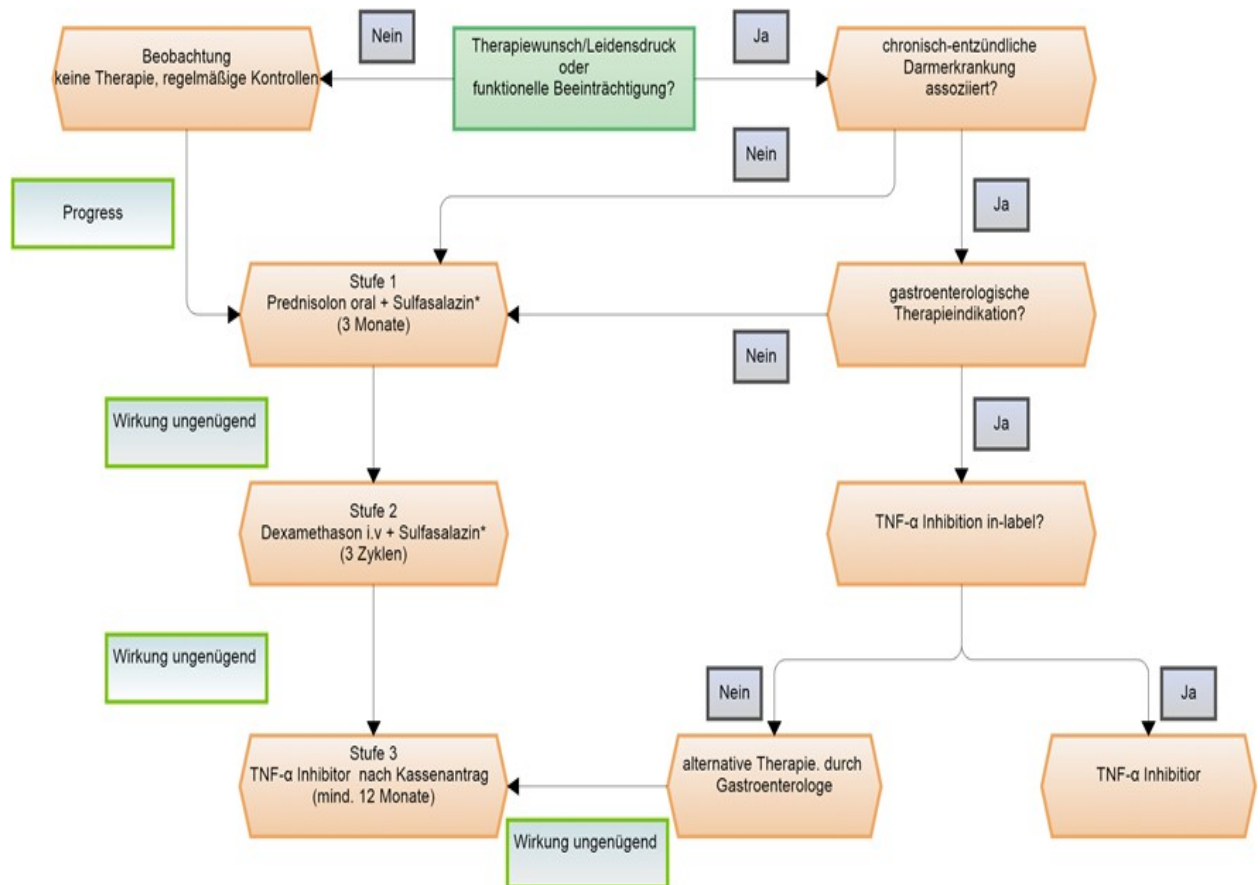 Beobachtung
keine Therapie, regelmäßige Kontrollen
Nein
Therapiewunsch/Leidensdruck
oder
funktionelle Beeinträchtigung?
Ja
chronisch-entzündliche
Darmerkrankung
assoziiert?
Nein
Progress
Ja
Stufe 1
Prednisolon oral + Sulfasalazin*
(3 Monate)
gastroenterologische
Therapieindikation?
Nein
Wirkung ungenügend
Ja
Stufe 2
Dexamethason i.v + Sulfasalazin*
(3 Zyklen)
TNF-α Inhibition in-label?
Wirkung ungenügend
Nein
Ja
Stufe 3
TNF-α Inhibitor nach Kassenantrag
(mind. 12 Monate)
alternative Therapie. durch
Gastroenterologe
TNF-α Inhibitior
Wirkung ungenügend